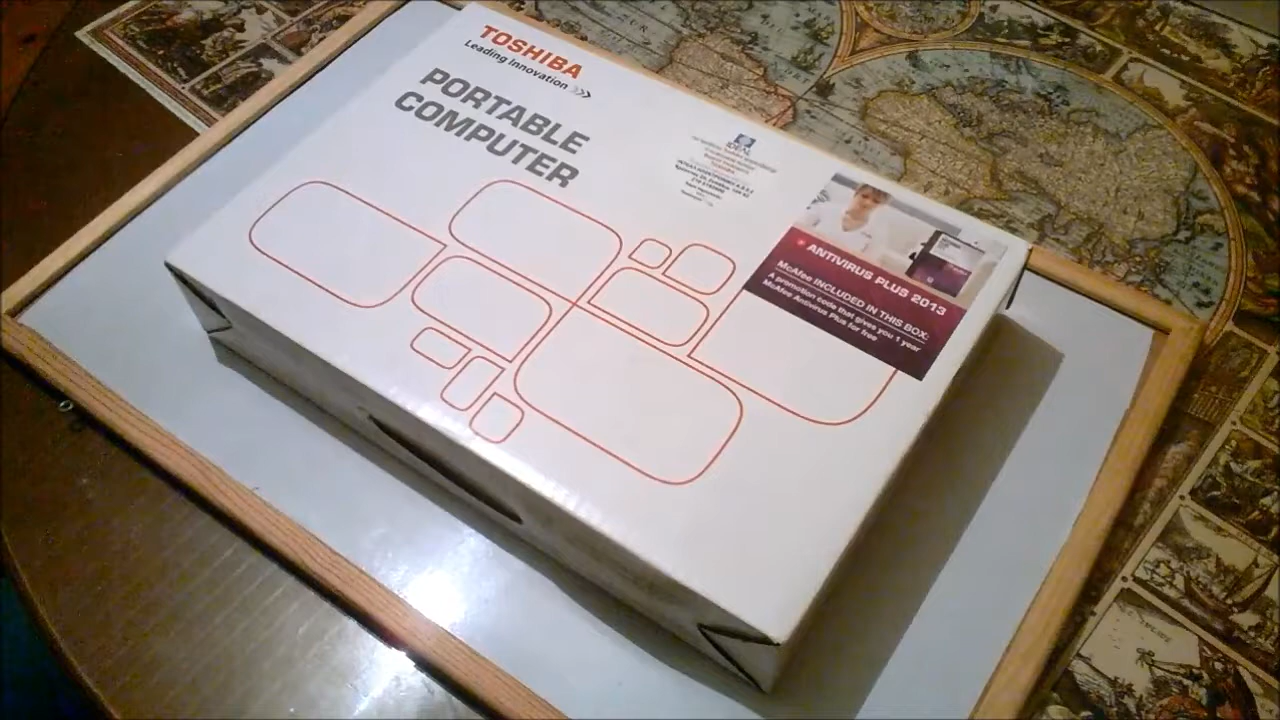 TOSHIBA
Leading Innovation >>>
PORTABLE
COMPUTER
IDEAL
ANTIVIRUS PLUS 2013
McAfee INCLUDED IN THIS BOX:
A promotion code that gives you 1 year
McAfee Antivirus Plus for free